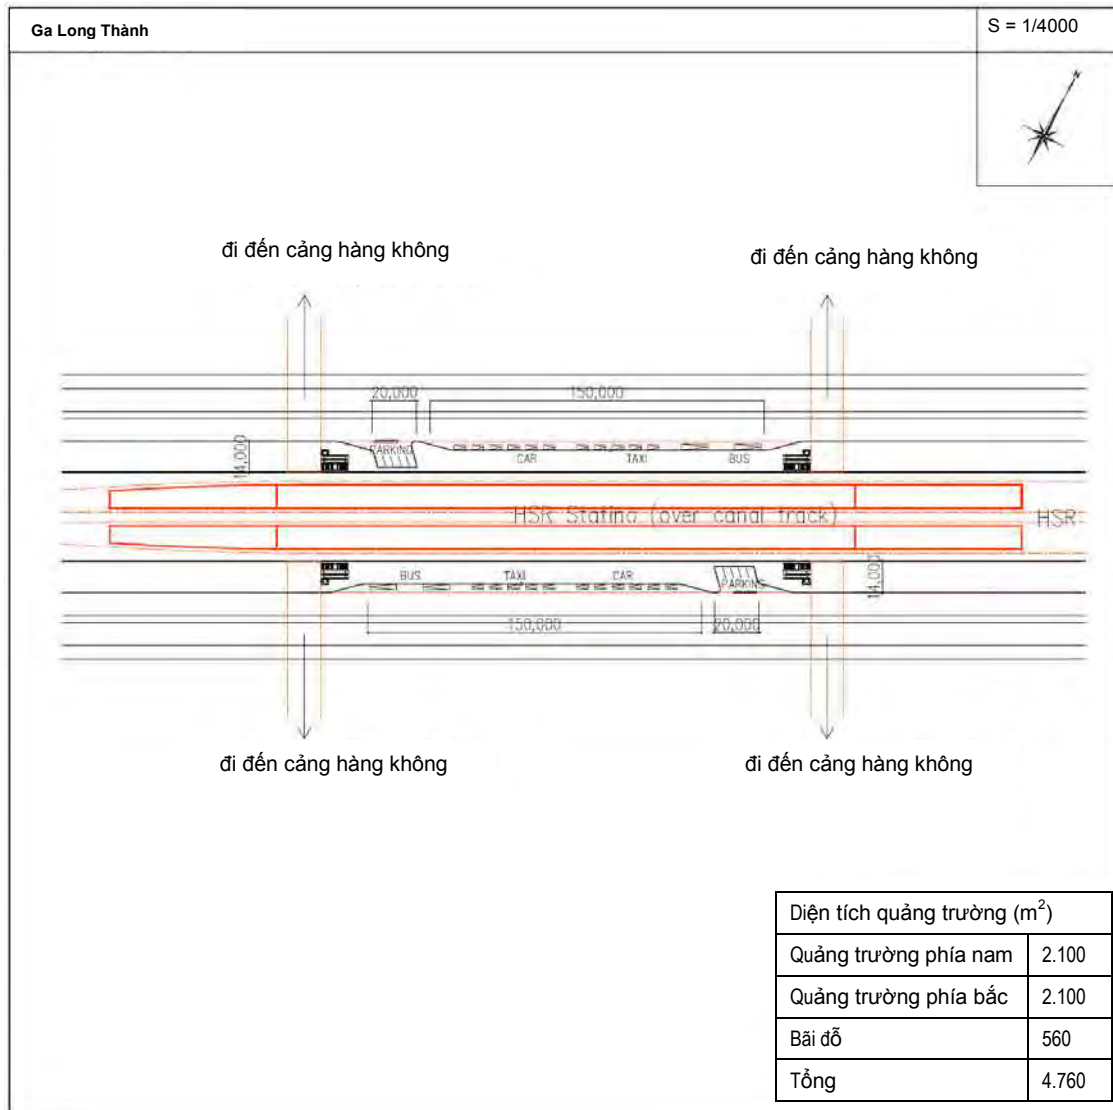 Ga Long Thành
S = 1/4000
N
đi đến cảng hàng không
đi đến cảng hàng không
20,000
150,000
14,000
PARKING
CAR
TAXI
BUS
HSR Statino (over canal track)
HSR
BUS
TAXI
CAR
PARKING
14,000
150,000
20,000
đi đến cảng hàng không
đi đến cảng hàng không
Diện tích quảng trường (m²)
Quảng trường phía nam 2.100
Quảng trường phía bắc 2.100
Bãi đỗ 560
Tổng 4.760